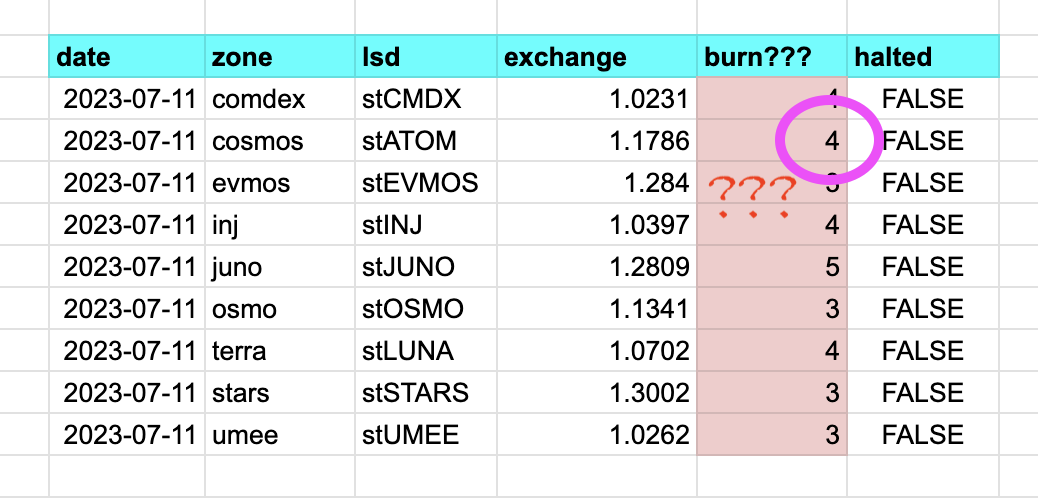 date zone lsd exchange burn??? halted
2023-07-11 comdex stCMDX 1.0231 4 FALSE
2023-07-11 cosmos stATOM 1.1786 4 FALSE
2023-07-11 evmos stEVMOS 1.284 3 FALSE
???
2023-07-11 inj stINJ 1.0397 4 FALSE
2023-07-11 juno stJUNO 1.2809 5 FALSE
2023-07-11 osmo stOSMO 1.1341 3 FALSE
2023-07-11 terra stLUNA 1.0702 4 FALSE
2023-07-11 stars stSTARS 1.3002 3 FALSE
2023-07-11 umee stUMEE 1.0262 3 FALSE